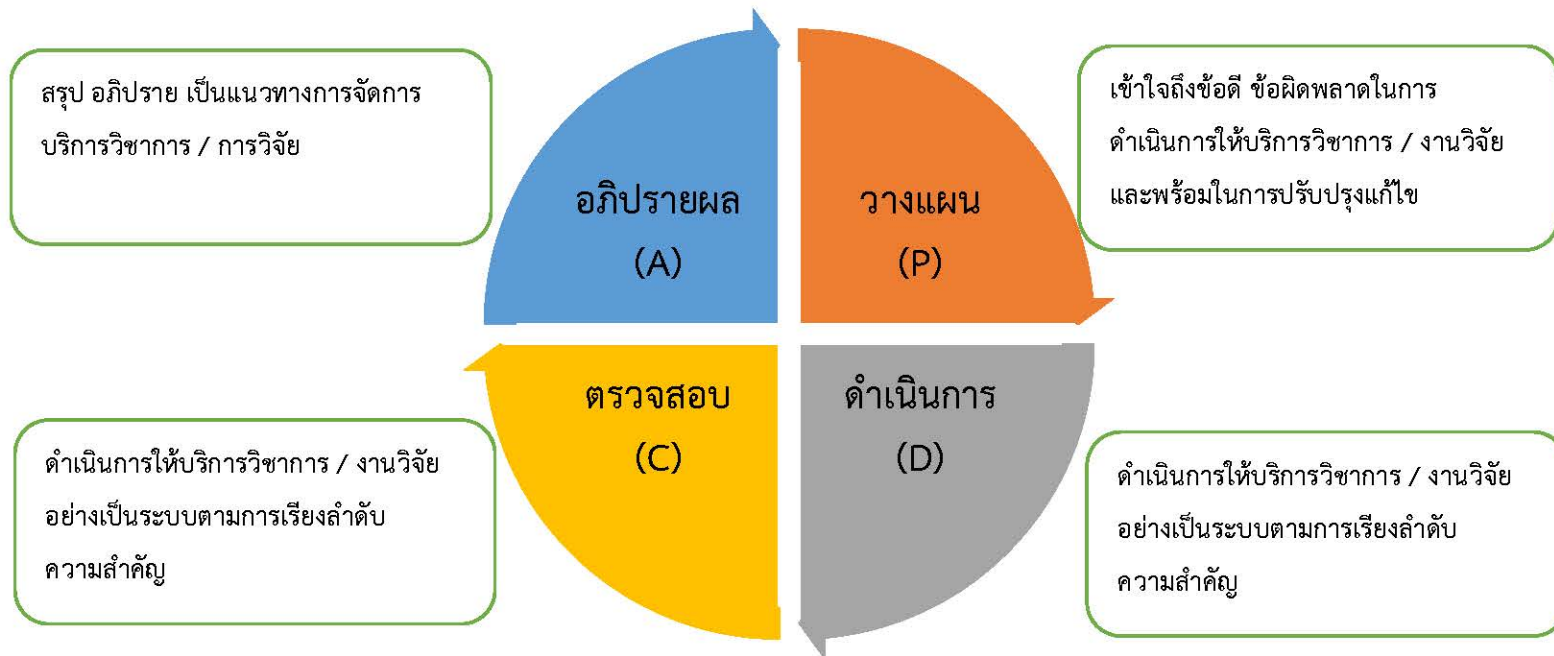 สรุป อภิปราย เป็นแนวทางการจัดการ
บริการวิชาการ / การวิจัย
อภิปรายผล
(A)
วางแผน
(P)
เข้าใจถึงข้อดี ข้อผิดพลาดในการ
ดำเนินการให้บริการวิชาการ / งานวิจัย
และพร้อมในการปรับปรุงแก้ไข
ดำเนินการให้บริการวิชาการ / งานวิจัย
อย่างเป็นระบบตามการเรียงลำดับ
ความสำคัญ
ตรวจสอบ
(C)
ดำเนินการ
(D)
ดำเนินการให้บริการวิชาการ / งานวิจัย
อย่างเป็นระบบตามการเรียงลำดับ
ความสำคัญ